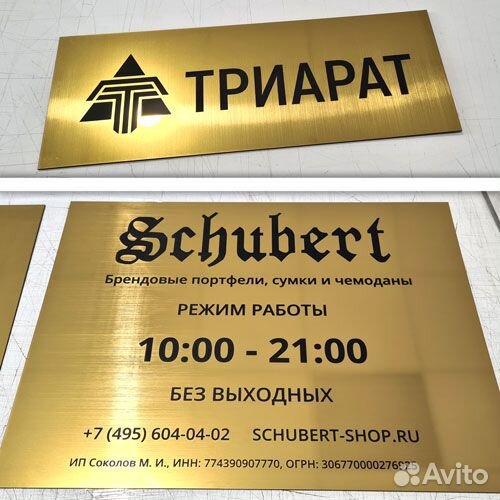 ТРИАРАТ
Schubert
Брендовые портфели, сумки и чемоданы
РЕЖИМ РАБОТЫ
10:00 - 21:00
БЕЗ ВЫХОДНЫХ
+7 (495) 604-04-02 SCHUBERT-SHOP.RU
ИП Соколов М. И., ИНН: 774390907770, ОГРН:
Avito